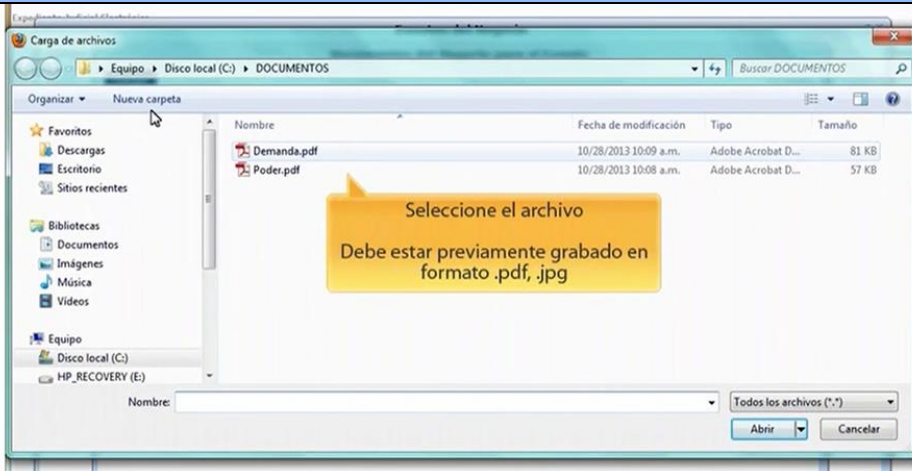 Expediente Judicial Electrónico
Carga de archivos
Equipo ▸ Disco local (C:) ▸ DOCUMENTOS
Buscar DOCUMENTOS
Organizar
Nueva carpeta
Favoritos
Descargas
Escritorio
Sitios recientes
Bibliotecas
Documentos
Imágenes
Música
Vídeos
Equipo
Disco local (C:)
HP_RECOVERY (E:)
Nombre Fecha de modificación Tipo Tamaño
Demanda.pdf 10/28/2013 10:09 a.m. Adobe Acrobat D... 81 KB
Poder.pdf 10/28/2013 10:08 a.m. Adobe Acrobat D... 57 KB
Seleccione el archivo
Debe estar previamente grabado en
formato .pdf, .jpg
Nombre:
Todos los archivos (*.*)
Abrir Cancelar